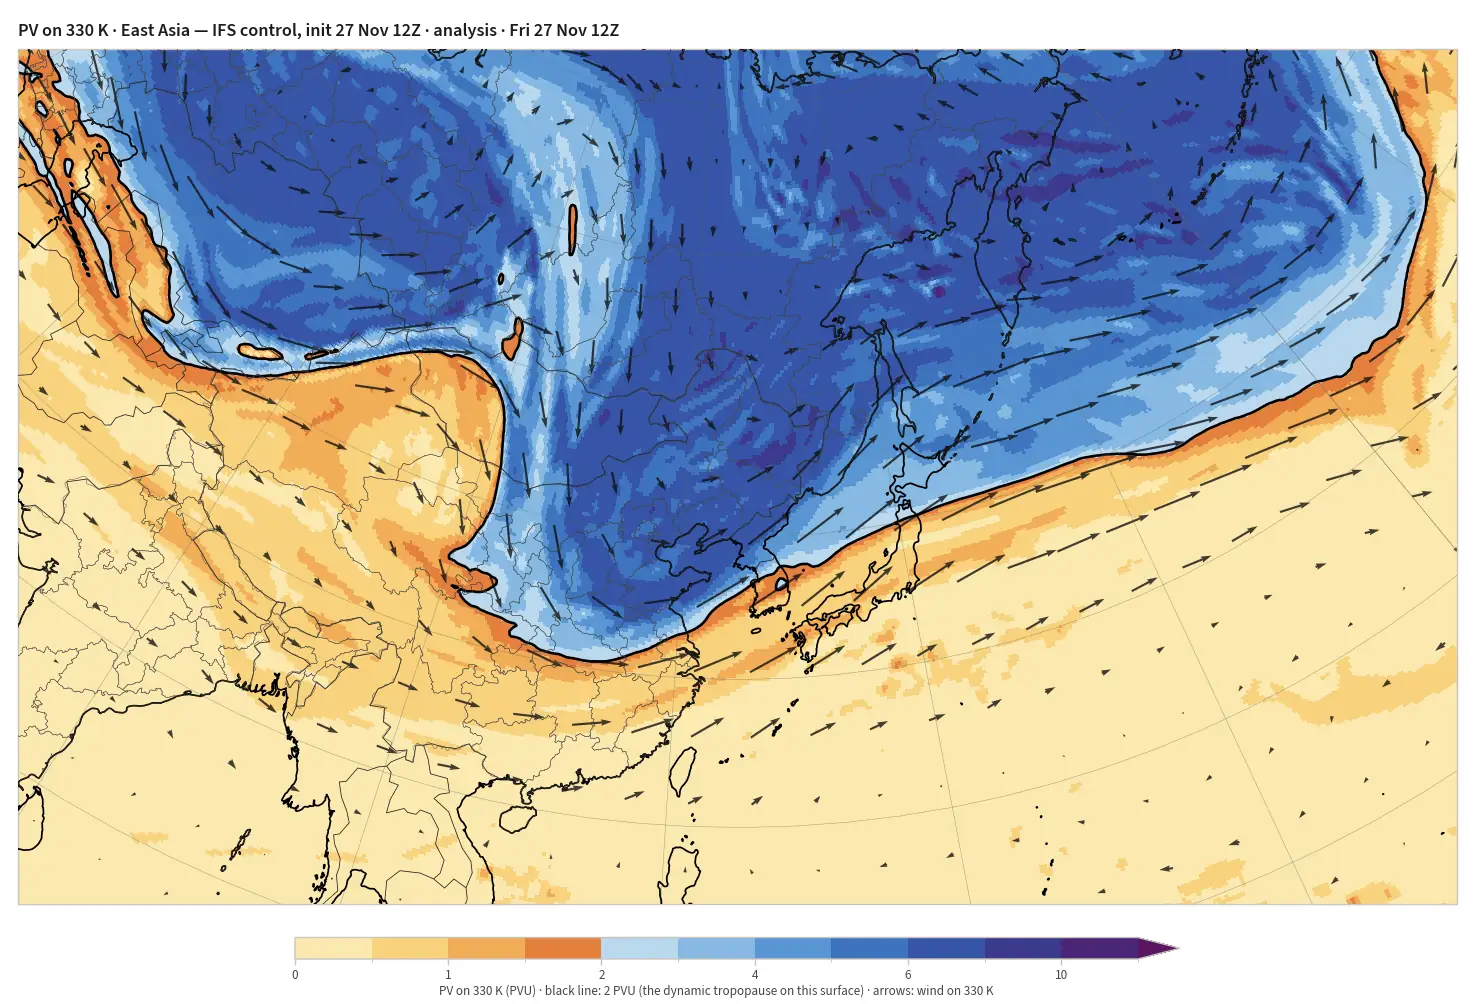 PV on 330 K · East Asia — IFS control, init 27 Nov 12Z · analysis · Fri 27 Nov 12Z
0 1 2 4 6 10
PV on 330 K (PVU) · black line: 2 PVU (the dynamic tropopause on this surface) · arrows: wind on 330 K